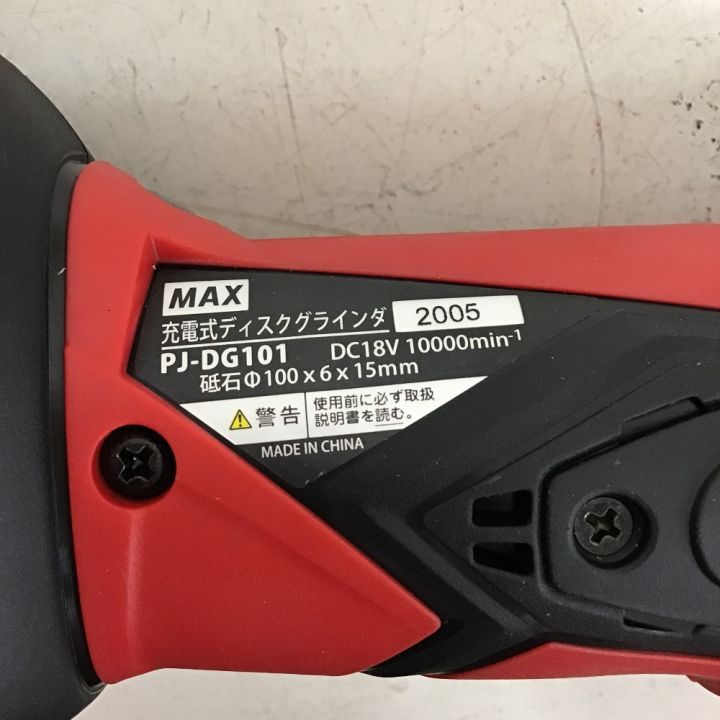 MAX
充電式ディスクグラインダ 2005
PJ-DG101 DC18V 10000min⁻¹
砥石Φ100 x 6 x 15mm
警告 使用前に必ず取扱
説明書を読む。
MADE IN CHINA